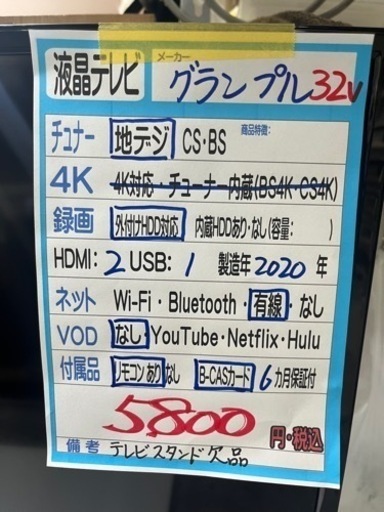 液晶テレビ メーカー グランプル 32v
チュナー 地デジ CS・BS 商品特徴:
4K 4K対応・チューナー内蔵(BS4K・CS4K)
録画 外付けHDD対応 内蔵HDDあり・なし(容量: )
HDMI: 2 USB: 1 製造年 2020 年
ネット Wi-Fi・Bluetooth・有線・なし
VOD なし YouTube・Netflix・Hulu
付属品 リモコンあり なし B-CASカード 6カ月保証付
5800 円・税込
備考 テレビスタンド欠品